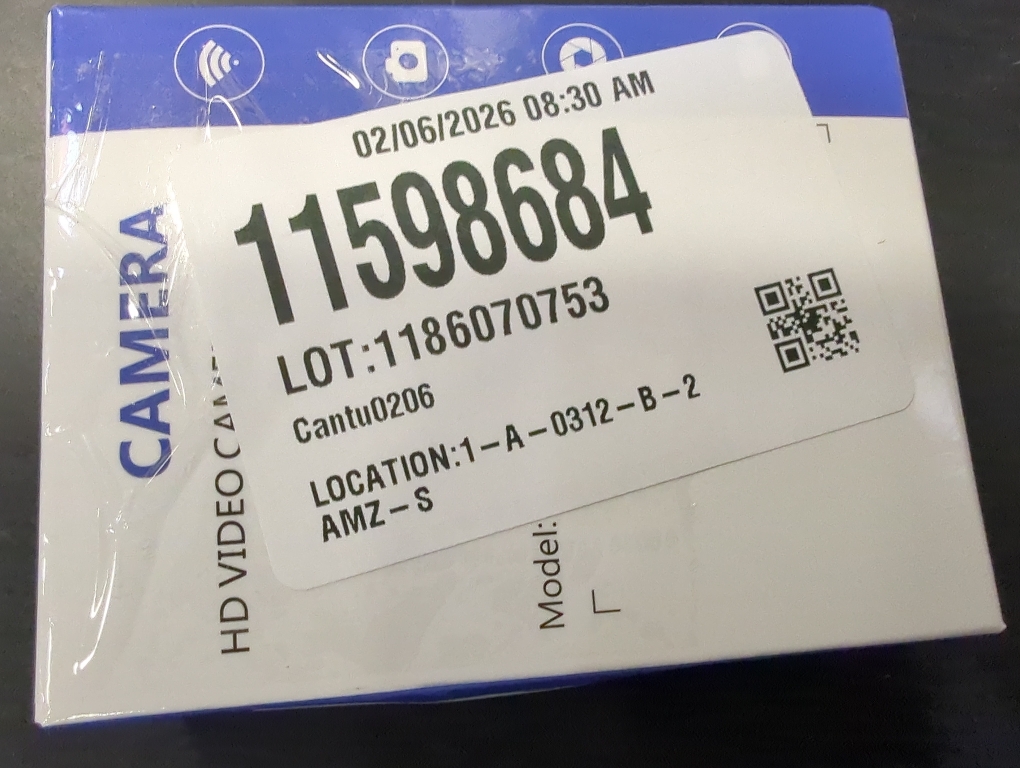 02/06/2026 08:30 AM
11598684
LOT:1186070753
Cantu0206
LOCATION:1-A-0312-B-2
AMZ-S
CAMERA
HD VIDEO
Model: